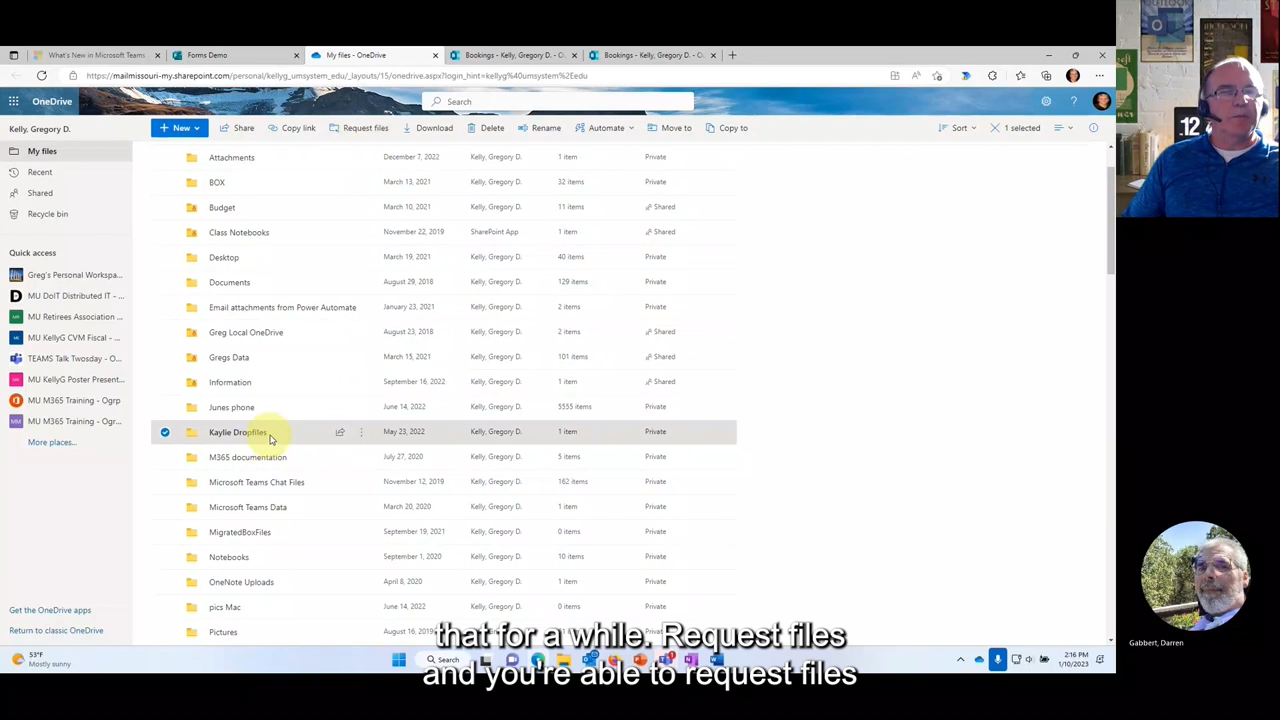 What's New in Microsoft Teams
Forms Demo
My files - OneDrive
Bookings - Kelly, Gregory D. - O
Bookings - Kelly, Gregory D. - O
https://mailmissouri-my.sharepoint.com/personal/kellyg_umsystem_edu/_layouts/15/onedrive.aspx?login_hint=kellyg%40umsystem%2Eedu
OneDrive
Search
Kelly, Gregory D.
New
Share
Copy link
Request files
Download
Delete
Rename
Automate
Move to
Copy to
Sort
1 selected
My files
Recent
Shared
Recycle bin
Quick access
Greg's Personal Workspa...
MU DoIT Distributed IT - ...
MU Retirees Association ...
MU KellyG CVM Fiscal - ...
TEAMS Talk Twosday - O...
MU KellyG Poster Present...
MU M365 Training - Ogrp
MU M365 Training - Ogr...
More places...
Get the OneDrive apps
Return to classic OneDrive
Attachments December 7, 2022 Kelly, Gregory D. 1 item Private
BOX March 13, 2021 Kelly, Gregory D. 32 items Private
Budget March 10, 2021 Kelly, Gregory D. 11 items Shared
Class Notebooks November 22, 2019 SharePoint App 1 item Shared
Desktop March 19, 2021 Kelly, Gregory D. 40 items Private
Documents August 29, 2018 Kelly, Gregory D. 129 items Private
Email attachments from Power Automate January 23, 2021 Kelly, Gregory D. 2 items Private
Greg Local OneDrive August 23, 2018 Kelly, Gregory D. 2 items Shared
Gregs Data March 15, 2021 Kelly, Gregory D. 101 items Shared
Information September 16, 2022 Kelly, Gregory D. 1 item Shared
Junes phone June 14, 2022 Kelly, Gregory D. 5555 items Private
Kaylie Dropfiles May 23, 2022 Kelly, Gregory D. 1 item Private
M365 documentation July 27, 2020 Kelly, Gregory D. 5 items Private
Microsoft Teams Chat Files November 12, 2019 Kelly, Gregory D. 162 items Private
Microsoft Teams Data March 20, 2020 Kelly, Gregory D. 1 item Private
MigratedBoxFiles September 19, 2021 Kelly, Gregory D. 0 items Private
Notebooks September 1, 2020 Kelly, Gregory D. 10 items Private
OneNote Uploads April 8, 2020 Kelly, Gregory D. 1 item Private
pics Mac June 14, 2022 Kelly, Gregory D. 0 items Private
Pictures August 16, Private
that for a while. Request files
and you're able to request files
53°F
Mostly sunny
Search
2:16 PM
1/10/2023
OUTLOOK
12
Gabbert, Darren